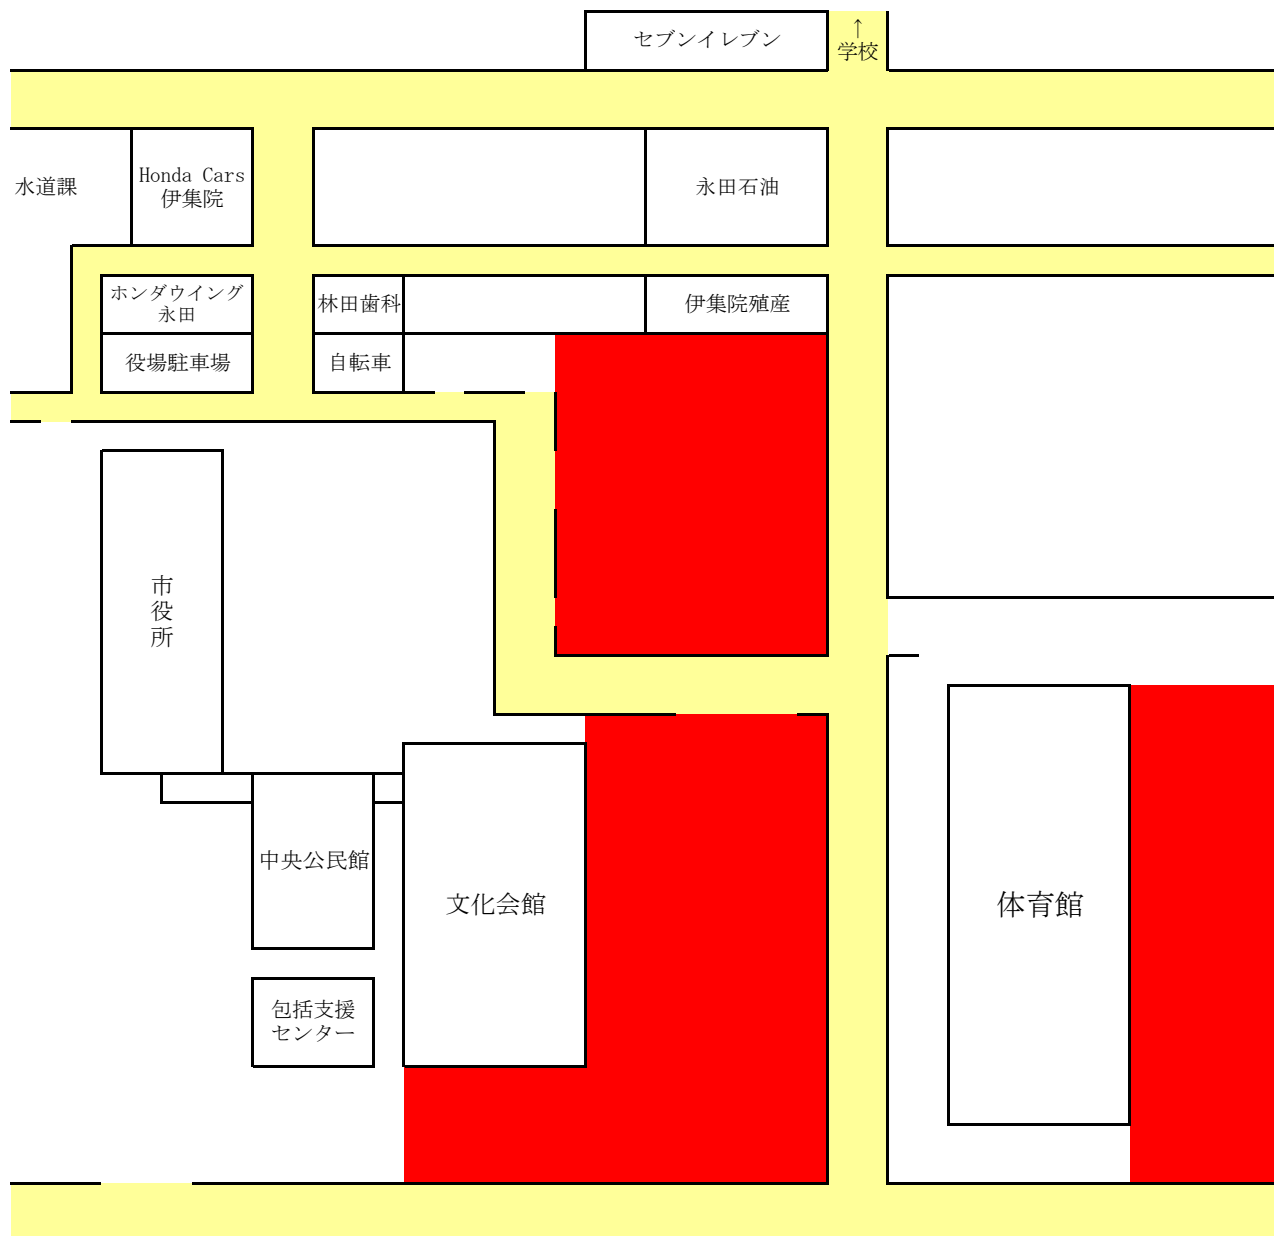 セブンイレブン
↑
学校
水道課
Honda Cars
伊集院
永田石油
ホンダウイング
永田
林田歯科
伊集院殖産
役場駐車場
自転車
市
役
所
中央公民館
文化会館
体育館
包括支援
センター